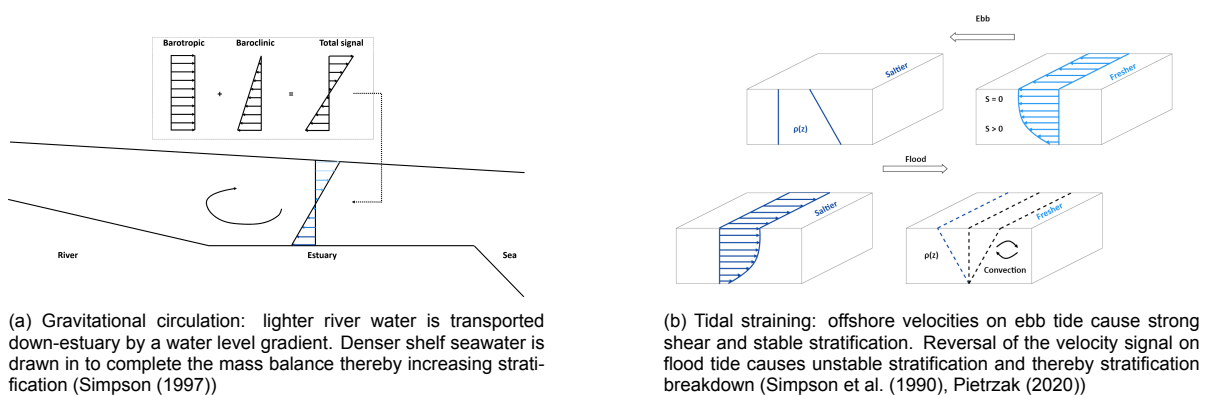 Barotropic
Baroclinic
Total signal
+
=
River
Estuary
Sea
(a) Gravitational circulation: lighter river water is transported
down-estuary by a water level gradient. Denser shelf seawater is
drawn in to complete the mass balance thereby increasing strati-
fication (Simpson (1997))
Ebb
Saltier
ρ(z)
Fresher
S = 0
S > 0
Flood
Saltier
Fresher
ρ(z)
Convection
(b) Tidal straining: offshore velocities on ebb tide cause strong
shear and stable stratification. Reversal of the velocity signal on
flood tide causes unstable stratification and thereby stratification
breakdown (Simpson et al. (1990), Pietrzak (2020))